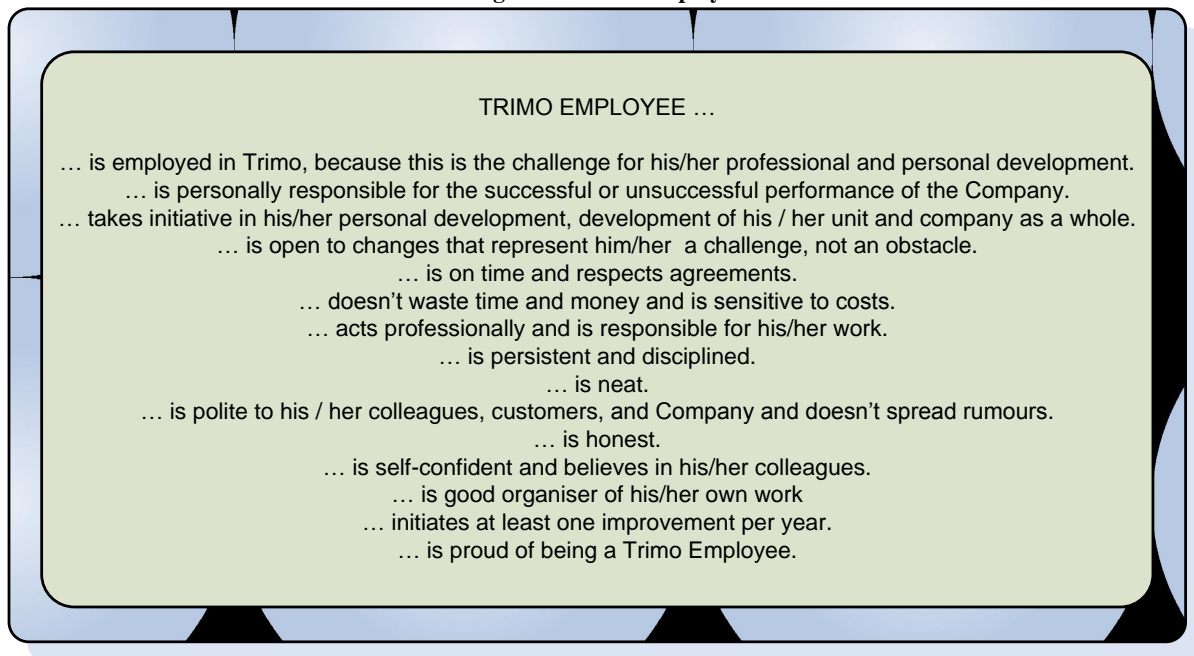 TRIMO EMPLOYEE …
… is employed in Trimo, because this is the challenge for his/her professional and personal development.
… is personally responsible for the successful or unsuccessful performance of the Company.
… takes initiative in his/her personal development, development of his / her unit and company as a whole.
… is open to changes that represent him/her a challenge, not an obstacle.
… is on time and respects agreements.
… doesn’t waste time and money and is sensitive to costs.
… acts professionally and is responsible for his/her work.
… is persistent and disciplined.
… is neat.
… is polite to his / her colleagues, customers, and Company and doesn’t spread rumours.
… is honest.
… is self-confident and believes in his/her colleagues.
… is good organiser of his/her own work
… initiates at least one improvement per year.
… is proud of being a Trimo Employee.